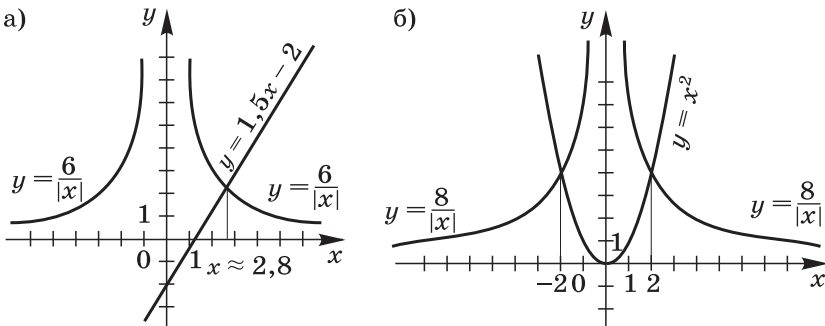 а)
y
y = 1,5x − 2
y = 6/|x|
y = 6/|x|
1
0
1
x ≈ 2,8
x
б)
y
y = x²
y = 8/|x|
y = 8/|x|
1
−2
0
1
2
x